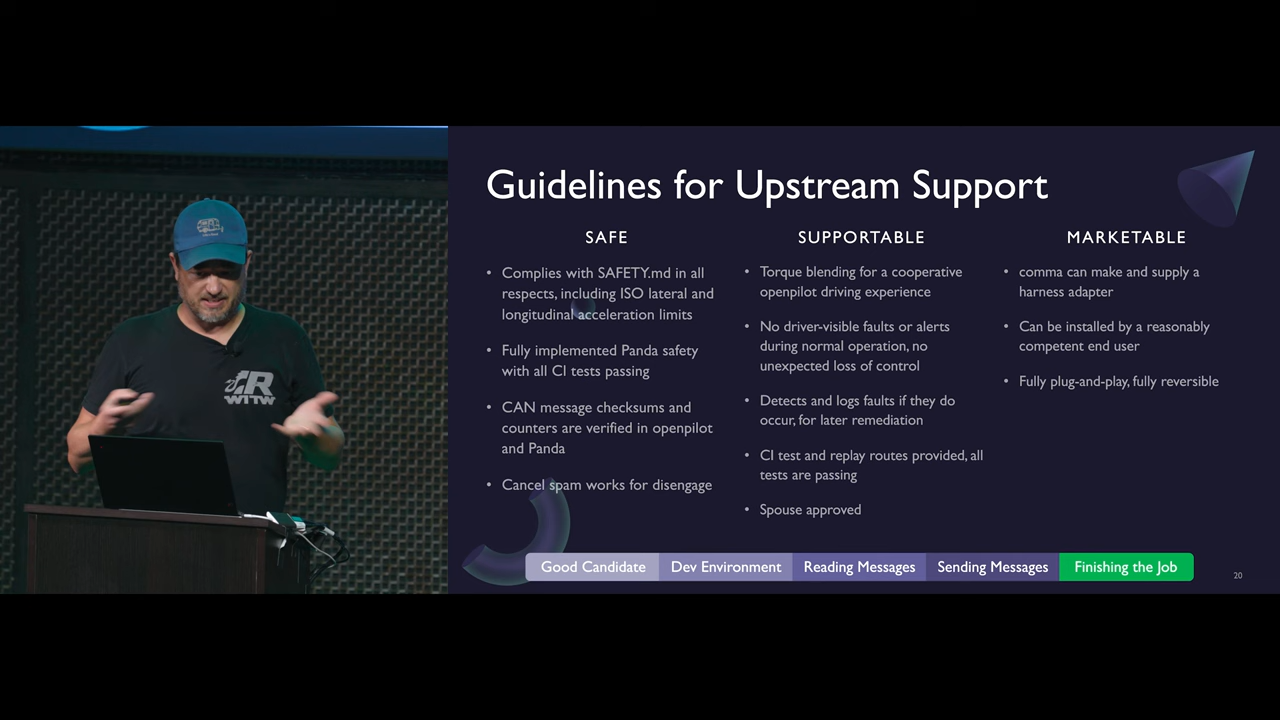 Guidelines for Upstream Support
SAFE
• Complies with SAFETY.md in all
respects, including ISO lateral and
longitudinal acceleration limits
• Fully implemented Panda safety
with all CI tests passing
• CAN message checksums and
counters are verified in openpilot
and Panda
• Cancel spam works for disengage
SUPPORTABLE
• Torque blending for a cooperative
openpilot driving experience
• No driver-visible faults or alerts
during normal operation, no
unexpected loss of control
• Detects and logs faults if they do
occur, for later remediation
• CI test and replay routes provided, all
tests are passing
• Spouse approved
MARKETABLE
• comma can make and supply a
harness adapter
• Can be installed by a reasonably
competent end user
• Fully plug-and-play, fully reversible
Good Candidate
Dev Environment
Reading Messages
Sending Messages
Finishing the Job
20